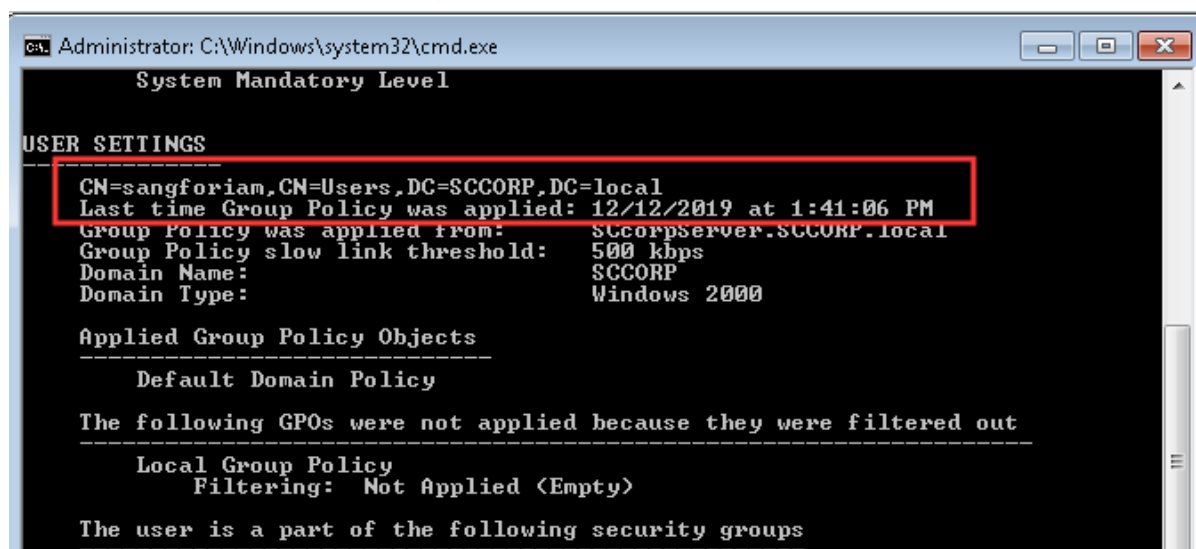 Administrator: C:\Windows\system32\cmd.exe
System Mandatory Level
USER SETTINGS
CN=sangforiam,CN=Users,DC=SCCORP,DC=local
Last time Group Policy was applied: 12/12/2019 at 1:41:06 PM
Group Policy was applied from: SCcorpServer.SCCORP.local
Group Policy slow link threshold: 500 kbps
Domain Name: SCCORP
Domain Type: Windows 2000
Applied Group Policy Objects
Default Domain Policy
The following GPOs were not applied because they were filtered out
Local Group Policy
Filtering: Not Applied (Empty)
The user is a part of the following security groups